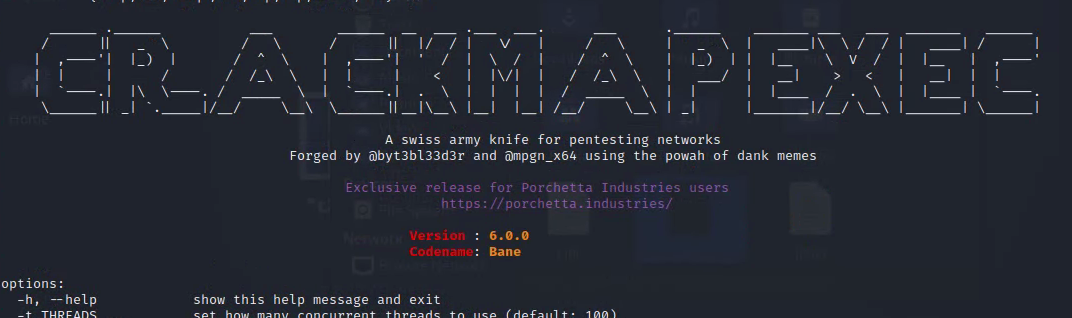 CRACKMAPEXEC
A swiss army knife for pentesting networks
Forged by @byt3bl33d3r and @mpgn_x64 using the powah of dank memes
Exclusive release for Porchetta Industries users
https://porchetta.industries/
Version : 6.0.0
Codename: Bane
options:
-h, --help show this help message and exit
-t THREADS set how many concurrent threads to use (default: 100)